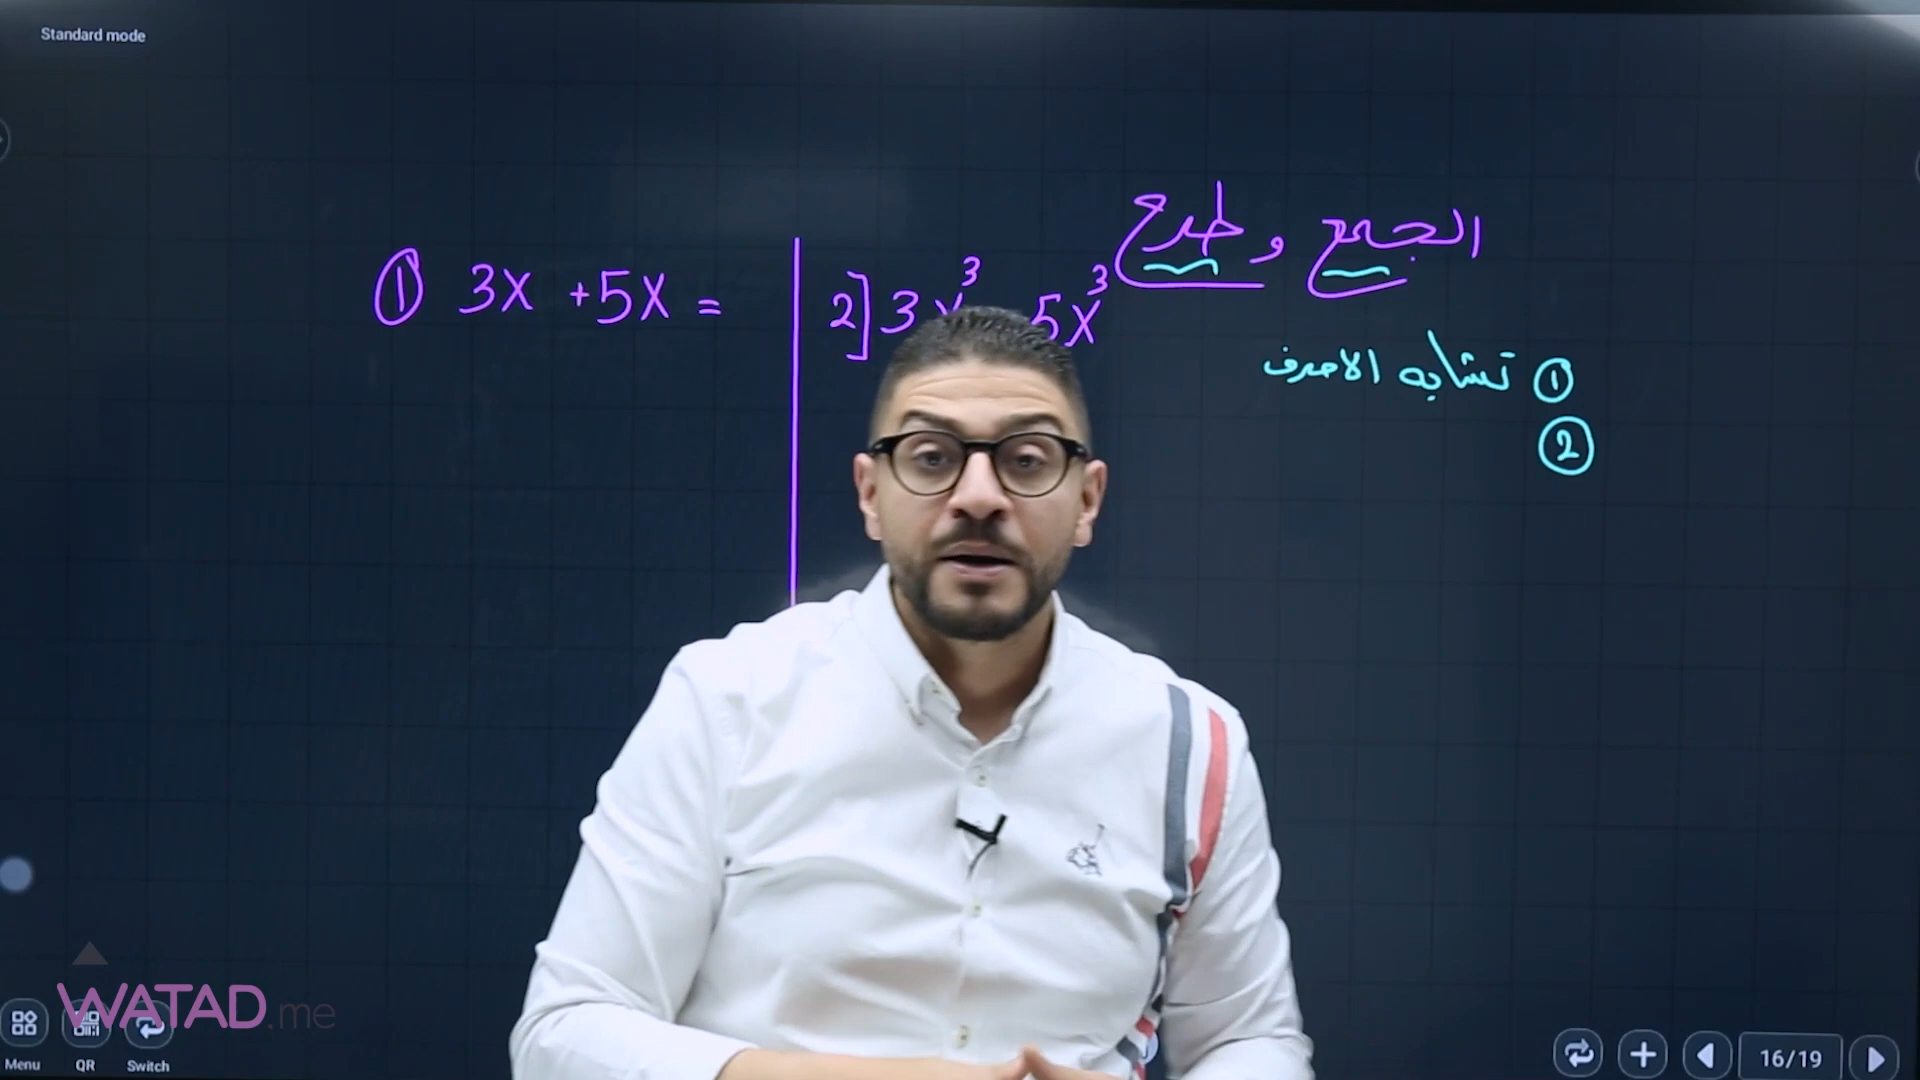 Standard mode
الجمع و طرح
① 3x + 5x =
2] 3x³ 5x³
① تشابه الاحرف
②
WATAD.me
Menu QR Switch
16/19